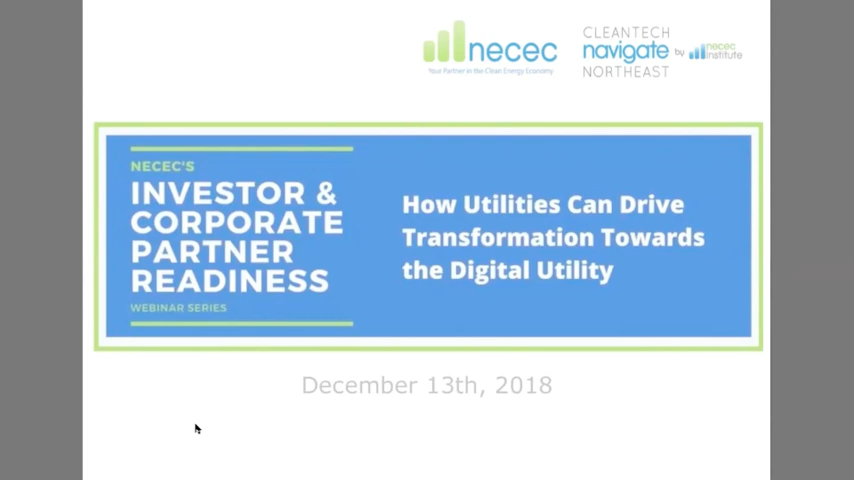 necec
Your Partner in the Clean Energy Economy
CLEANTECH
navigate
NORTHEAST
by
necec
institute
NECEC'S
INVESTOR &
CORPORATE
PARTNER
READINESS
WEBINAR SERIES
How Utilities Can Drive
Transformation Towards
the Digital Utility
December 13th, 2018